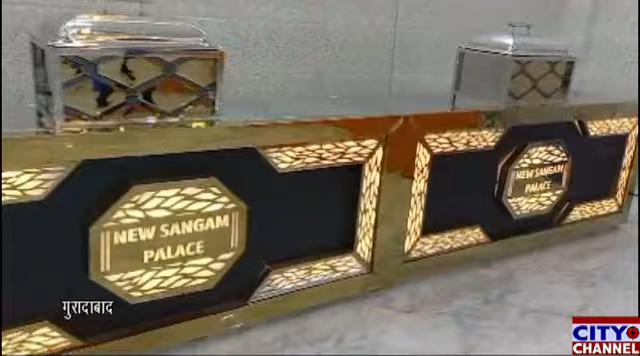 NEW SANGAM
PALACE
NEW SANGAM
PALACE
मुरादाबाद
CITY
CHANNEL